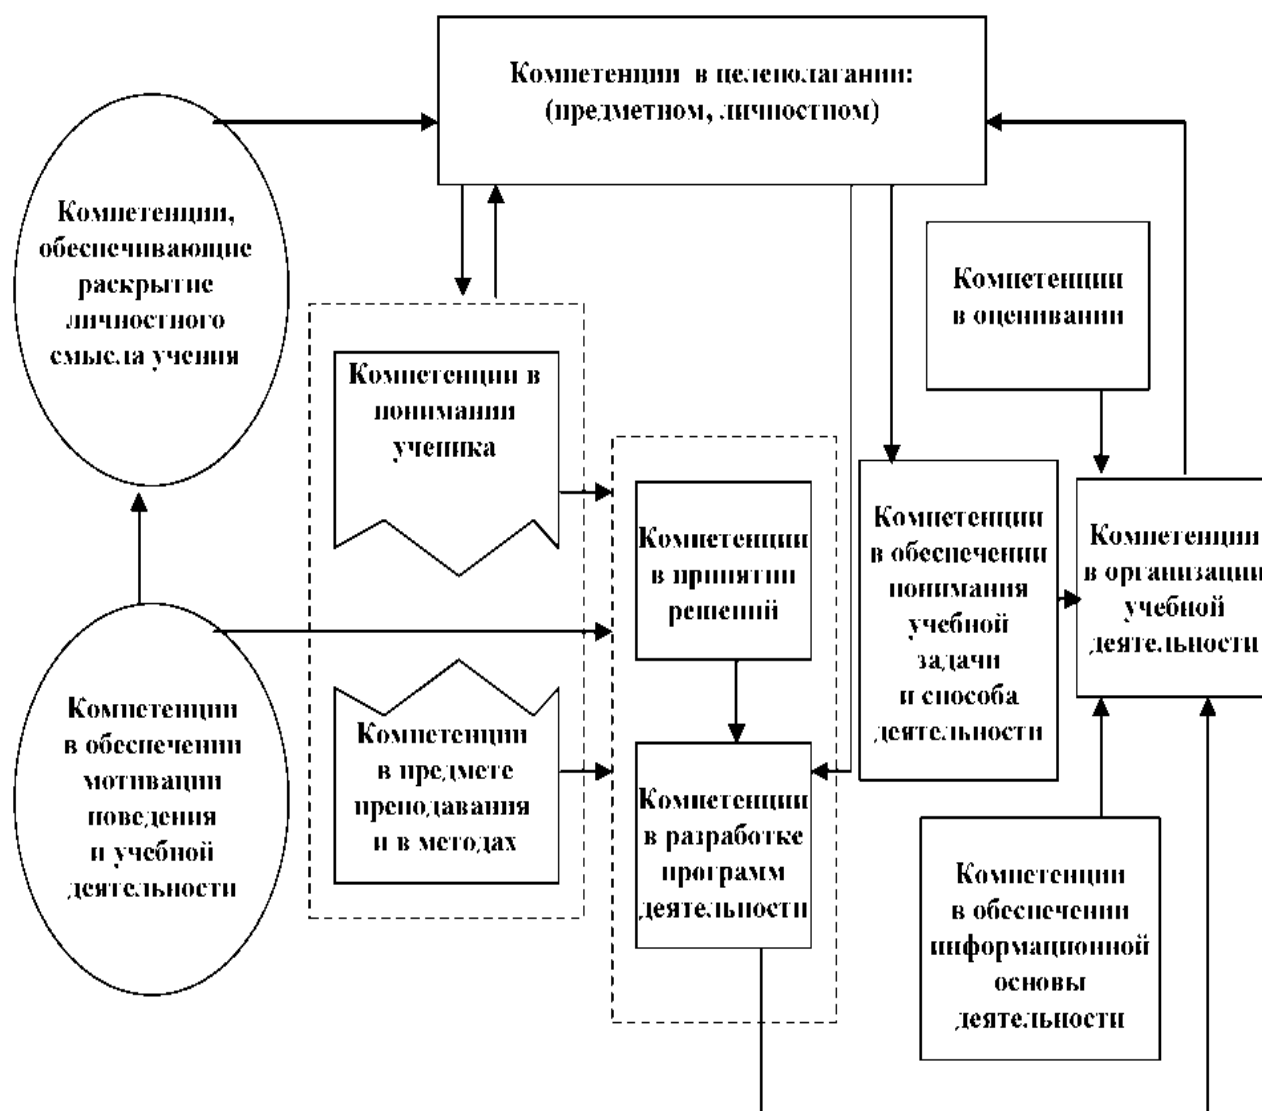 Компетенции в целеполагании:
(предметном, личностном)
Компетенции,
обеспечивающие
раскрытие
личностного
смысла учения
Компетенции
в оценивании
Компетенции в
понимании
ученика
Компетенции
в принятии
решений
Компетенции
в обеспечении
понимания
учебной
задачи
и способа
деятельности
Компетенции
в организации
учебной
деятельности
Компетенции
в обеспечении
мотивации
поведения
и учебной
деятельности
Компетенции
в предмете
преподавания
и в методах
Компетенции
в разработке
программ
деятельности
Компетенции
в обеспечении
информационной
основы
деятельности